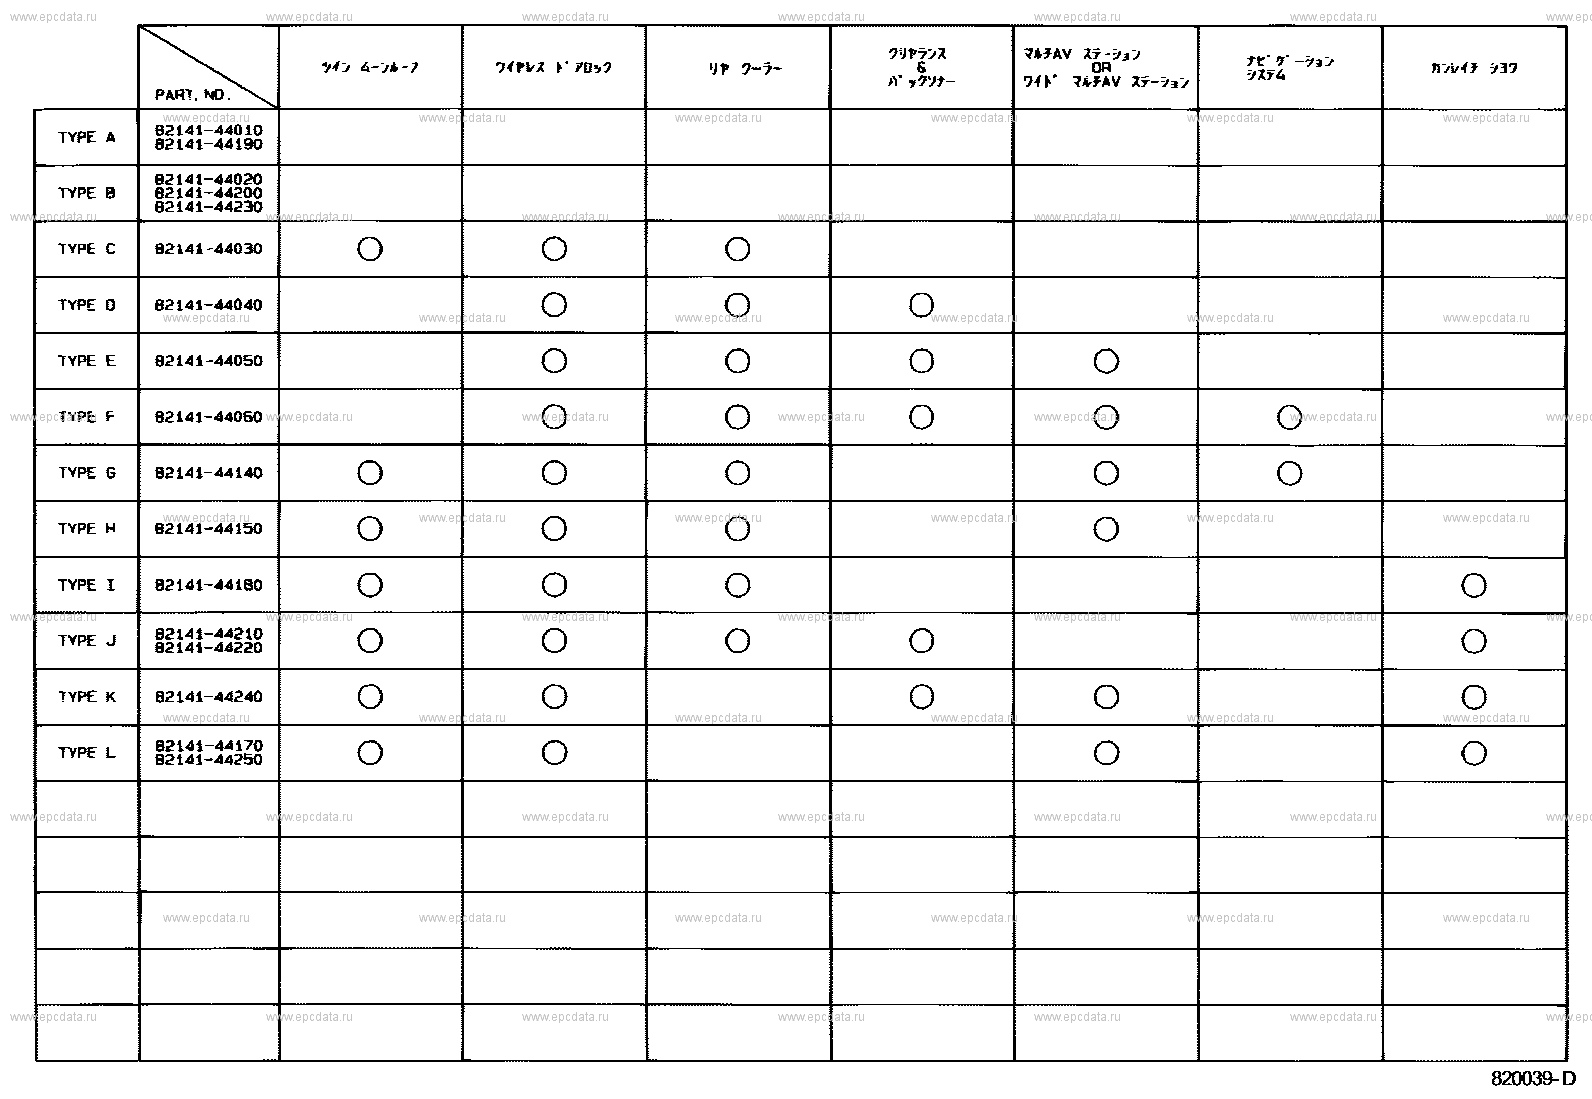 PART, NO.
ツイン ムーンルーフ
ワイヤレス ドアロック
リヤ クーラー
クリヤランス
&
バックソナー
マルチAV ステーション
OR
ワイド マルチAV ステーション
ナビゲーション
システム
カンレイチ シヨウ
TYPE A
82141-44010
82141-44190
TYPE B
82141-44020
82141-44200
82141-44230
TYPE C 82141-44030 ○ ○ ○
TYPE D 82141-44040 ○ ○ ○
TYPE E 82141-44050 ○ ○ ○ ○
TYPE F 82141-44060 ○ ○ ○ ○ ○
TYPE G 82141-44140 ○ ○ ○ ○ ○
TYPE H 82141-44150 ○ ○ ○ ○
TYPE I 82141-44180 ○ ○ ○ ○
TYPE J
82141-44210
82141-44220
○ ○ ○ ○ ○
TYPE K 82141-44240 ○ ○ ○ ○ ○
TYPE L
82141-44170
82141-44250
○ ○ ○ ○
820039-D
www.epcdata.ru